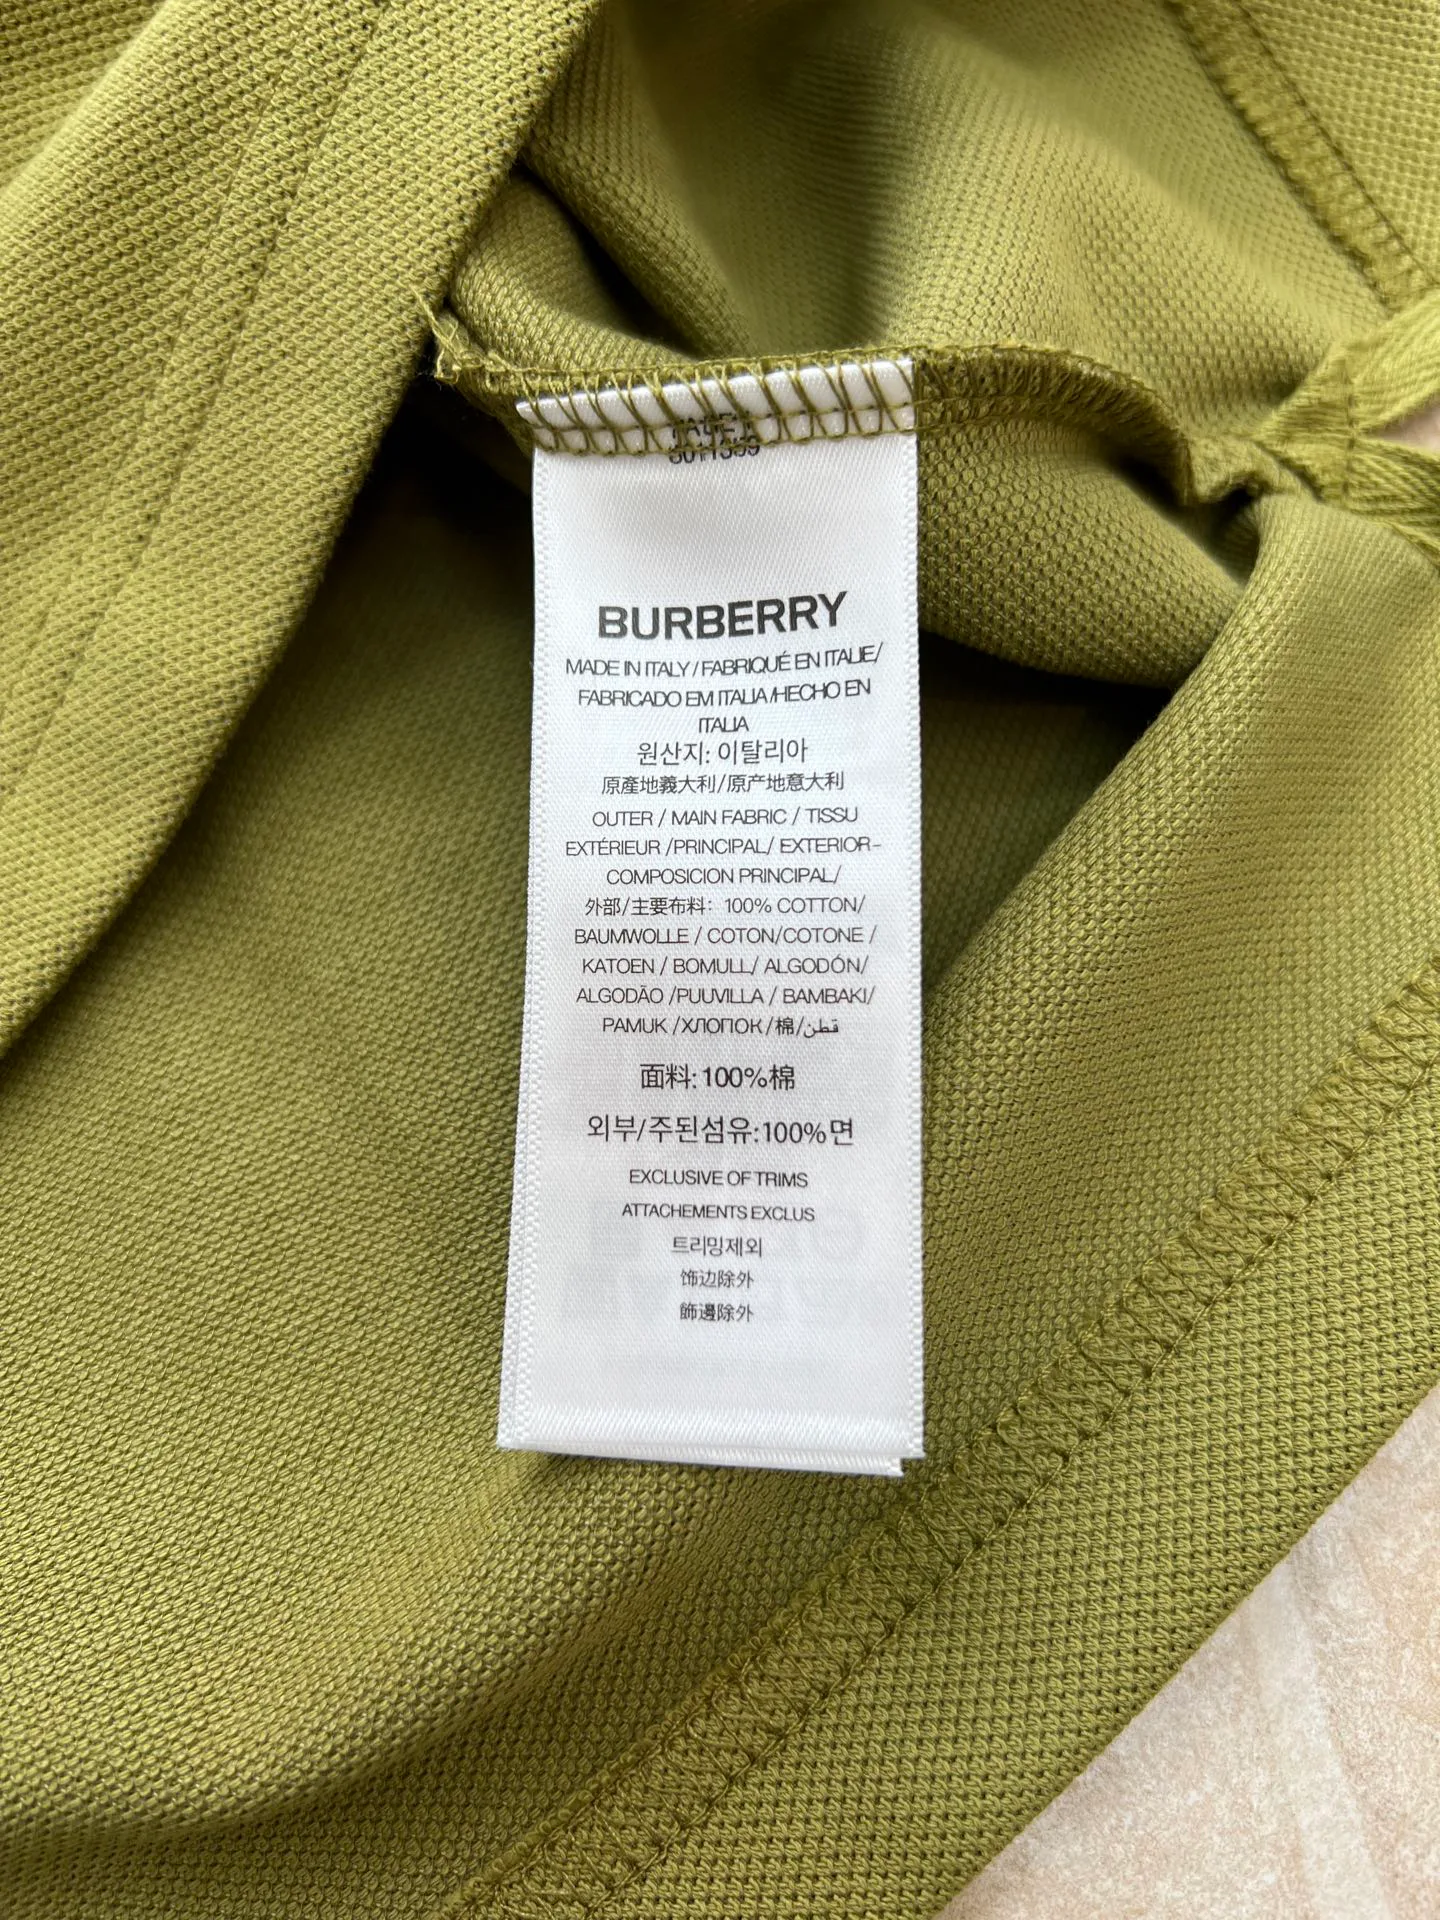 BURBERRY
MADE IN ITALY/FABRIQUÉ EN ITALIE/
FABRICADO EM ITALIA/HECHO EN
ITALIA
원산지: 이탈리아
原產地義大利/原产地意大利
OUTER / MAIN FABRIC / TISSU
EXTÉRIEUR /PRINCIPAL/ EXTERIOR-
COMPOSICION PRINCIPAL/
外部/主要布料: 100% COTTON/
BAUMWOLLE / COTON/COTONE /
KATOEN / BOMULL/ ALGODÓN/
ALGODÃO /PUUVILLA / BAMBAKI/
PAMUK /ХЛОПОК/棉/قطن
面料:100%棉
외부/주된섬유:100%면
EXCLUSIVE OF TRIMS
ATTACHEMENTS EXCLUS
트리밍제외
饰边除外
飾邊除外